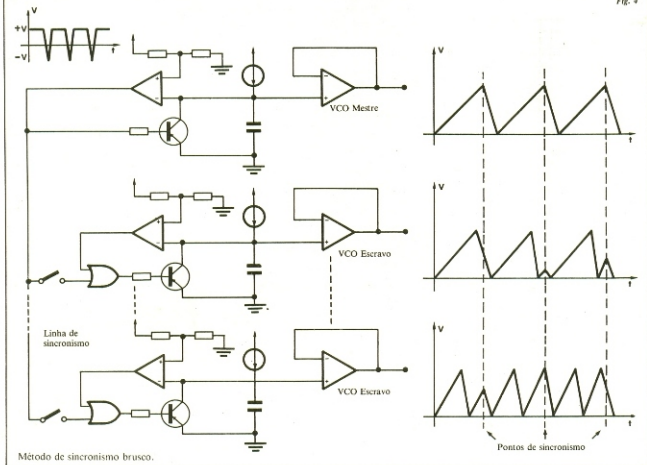 Fig. 4
V
+V
-V
t
VCO Mestre
V
t
VCO Escravo
V
t
Linha de
sincronismo
VCO Escravo
V
t
Pontos de sincronismo
Método de sincronismo brusco.